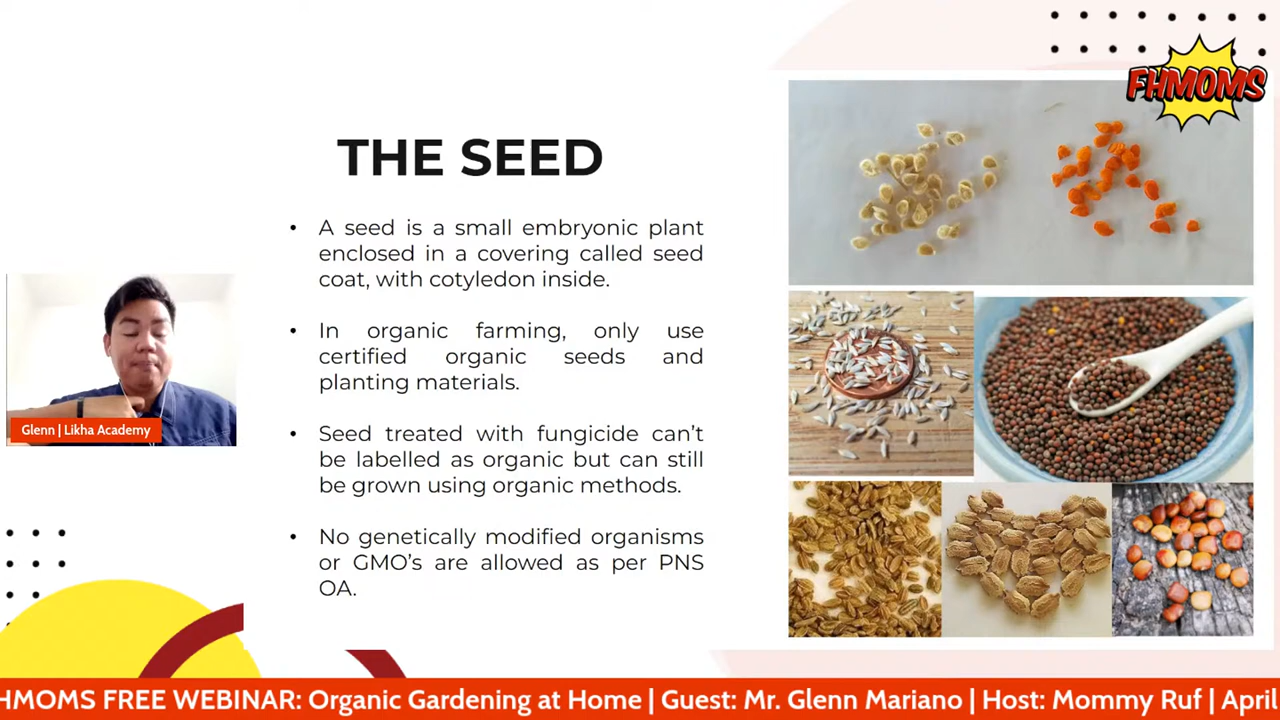 FHMOMS
THE SEED
• A seed is a small embryonic plant
enclosed in a covering called seed
coat, with cotyledon inside.
• In organic farming, only use
certified organic seeds and
planting materials.
• Seed treated with fungicide can't
be labelled as organic but can still
be grown using organic methods.
• No genetically modified organisms
or GMO's are allowed as per PNS
OA.
Glenn | Likha Academy
HMOMS FREE WEBINAR: Organic Gardening at Home | Guest: Mr. Glenn Mariano | Host: Mommy Ruf | April